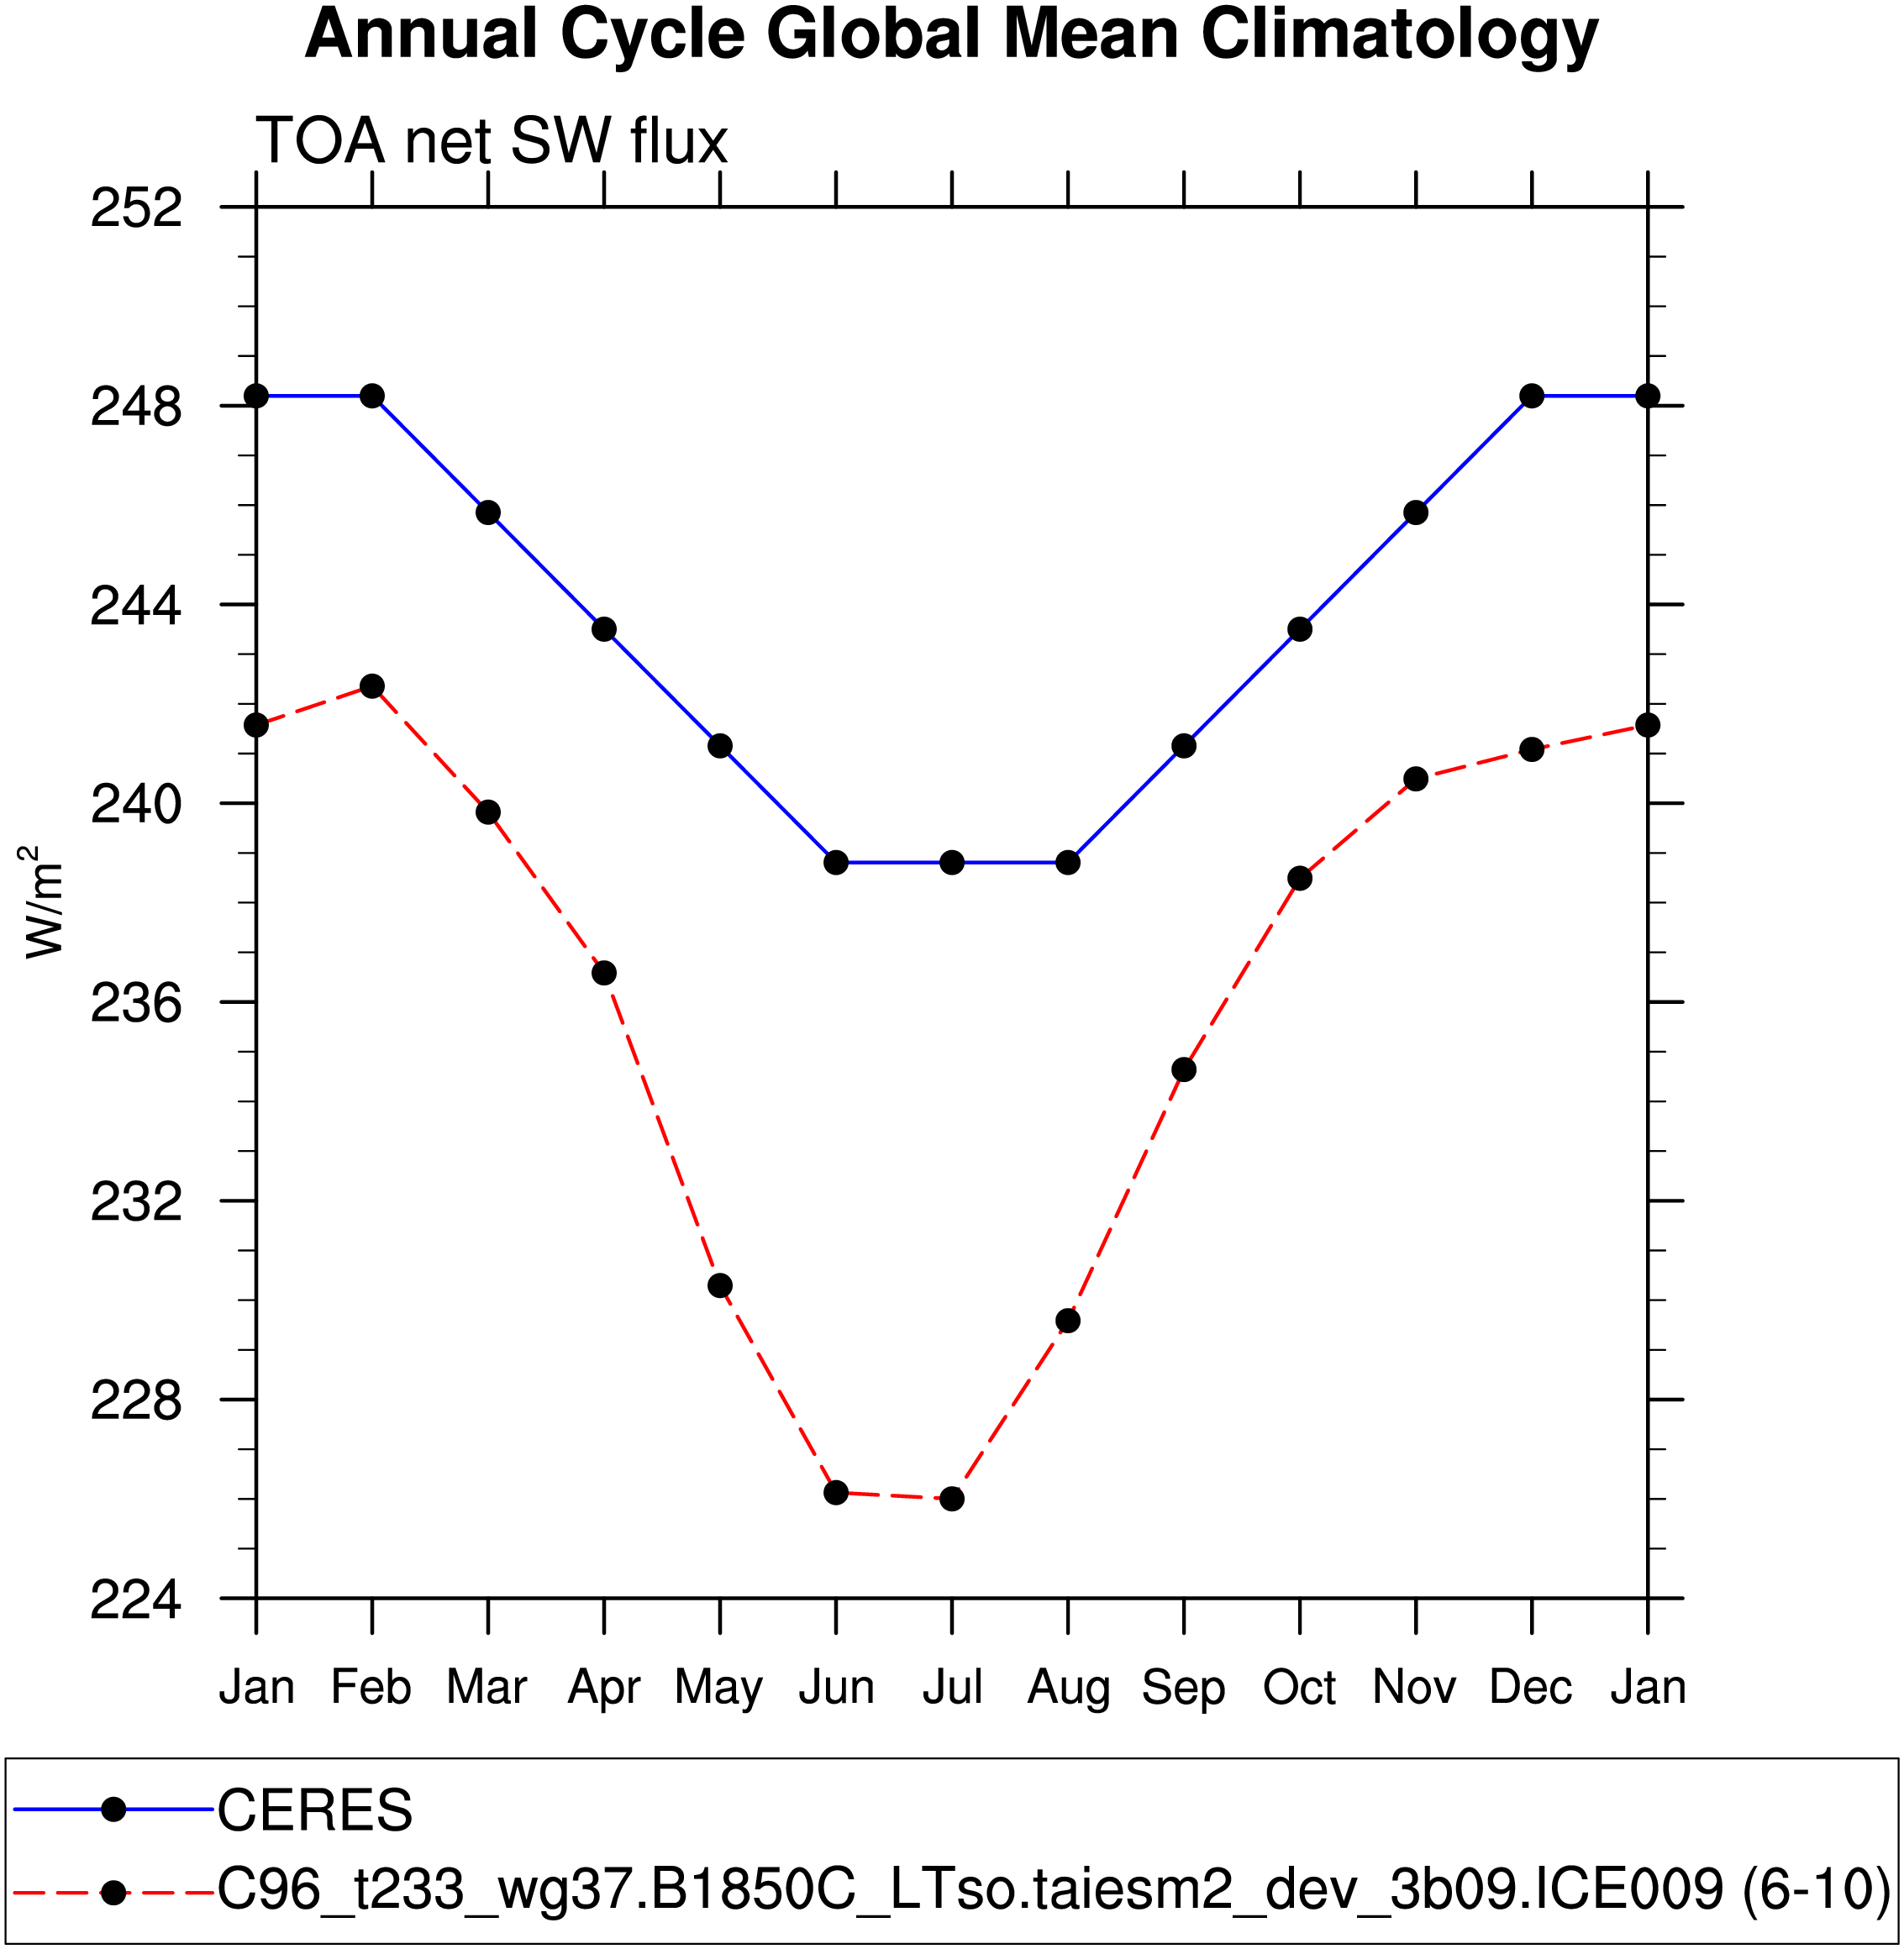 Annual Cycle Global Mean Climatology
TOA net SW flux
252
248
244
240
236
232
228
224
W/m²
Jan Feb Mar Apr May Jun Jul Aug Sep Oct Nov Dec Jan
CERES
C96_t233_wg37.B1850C_LTso.taiesm2_dev_3b09.ICE009 (6-10)